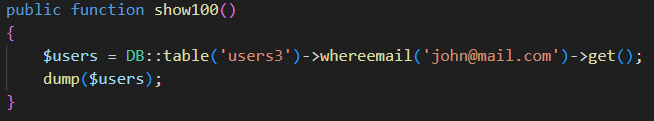 public function show100()
{
$users = DB::table('users3')->whereemail('john@mail.com')->get();
dump($users);
}